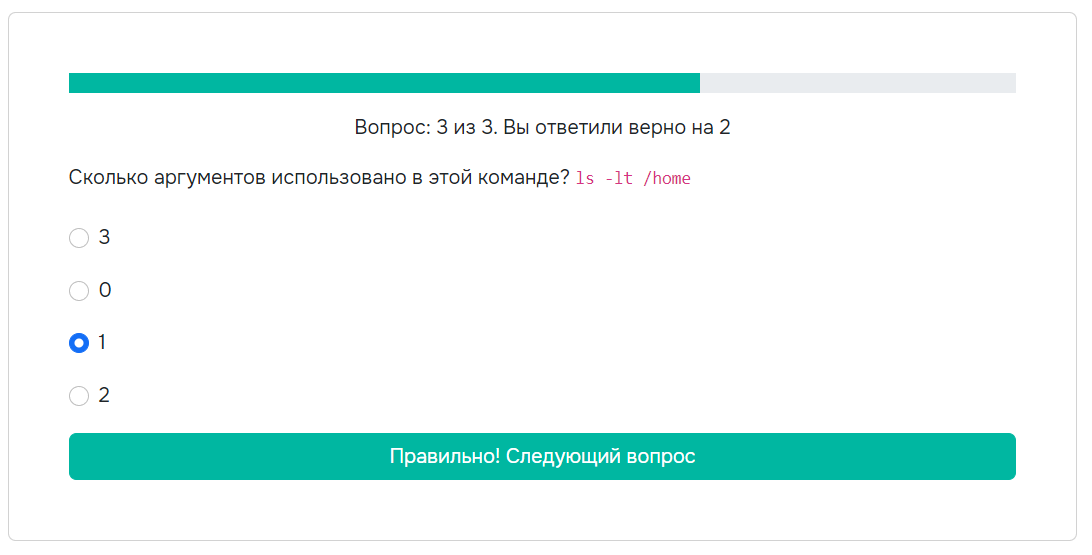 Вопрос: 3 из 3. Вы ответили верно на 2
Сколько аргументов использовано в этой команде? ls -lt /home
3
0
1
2
Правильно! Следующий вопрос